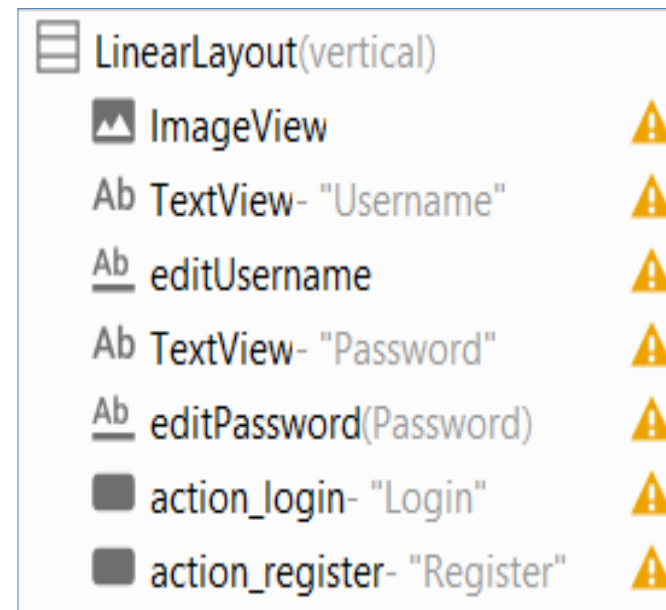 LinearLayout(vertical)
ImageView
Ab TextView- "Username"
Ab editUsername
Ab TextView- "Password"
Ab editPassword(Password)
action_login- "Login"
action_register- "Register"